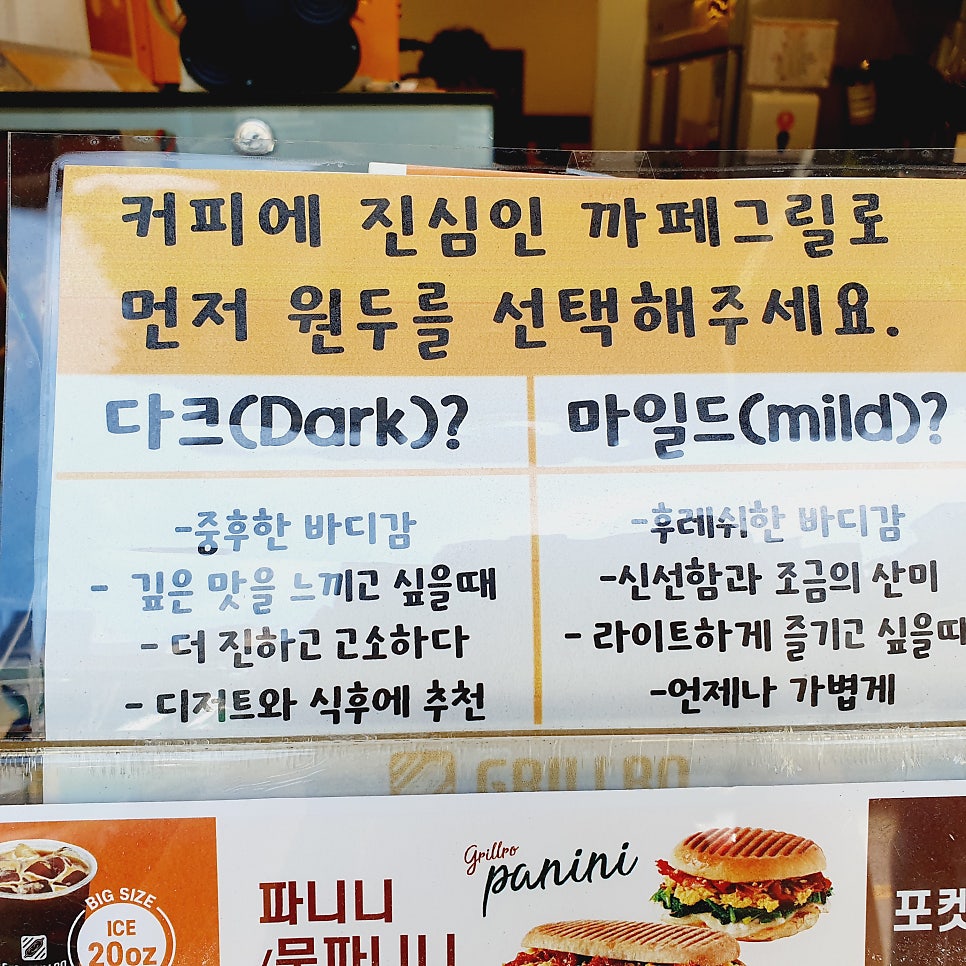 커피에 진심인 까페그릴로
먼저 원두를 선택해주세요.
다크(Dark)?
-중후한 바디감
- 깊은 맛을 느끼고 싶을때
- 더 진하고 고소하다
- 디저트와 식후에 추천
마일드(mild)?
-후레쉬한 바디감
-신선함과 조금의 산미
- 라이트하게 즐기고 싶을때
-언제나 가볍게
GRILLRO
BIG SIZE
ICE
20oz
파니니
Grillro
panini
포켓